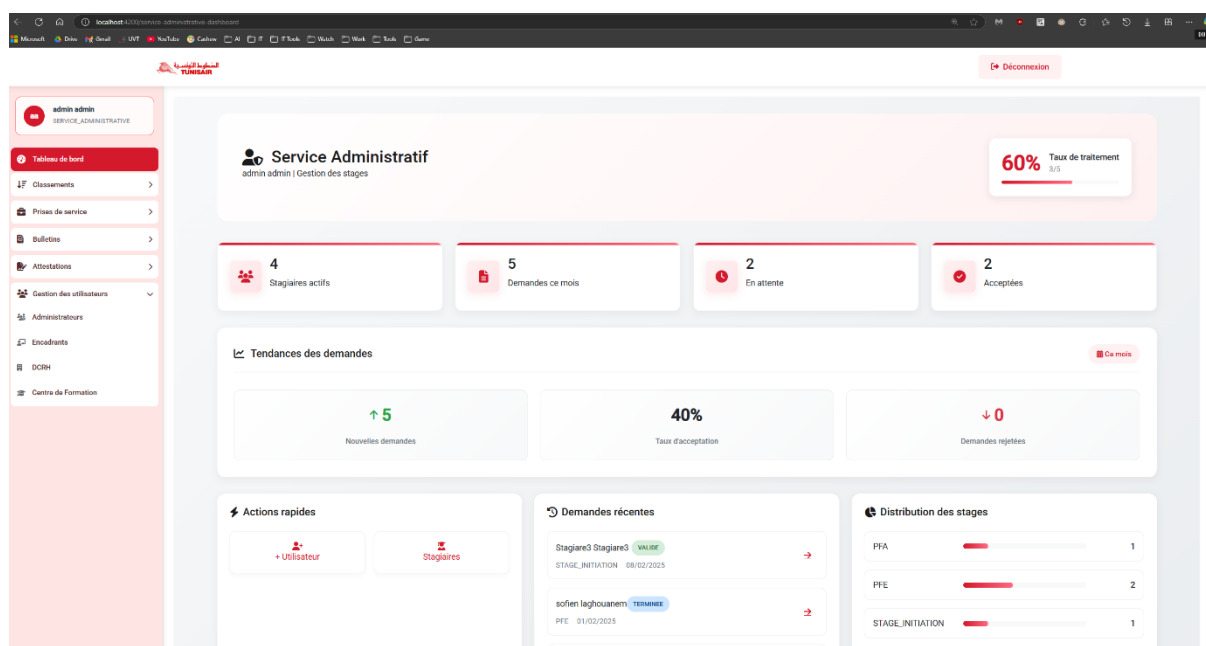 localhost:4200/service-administrative-dashboard
Microsoft Drive Gmail UVT YouTube Cashew AI IT IT Tools Watch Work Tools Game
الخطوط التونسية
TUNISAIR
Déconnexion
admin admin
SERVICE_ADMINISTRATIVE
Tableau de bord
Classements
Prises de service
Bulletins
Attestations
Gestion des utilisateurs
Administrateurs
Encadrants
DCRH
Centre de Formation
Service Administratif
admin admin | Gestion des stages
60% Taux de traitement
3/5
4
Stagiaires actifs
5
Demandes ce mois
2
En attente
2
Acceptées
Tendances des demandes
Ce mois
5
Nouvelles demandes
40%
Taux d'acceptation
0
Demandes rejetées
Actions rapides
+ Utilisateur
Stagiaires
Demandes récentes
Stagiare3 Stagiare3 VALIDE
STAGE_INITIATION 08/02/2025
sofien laghouanem TERMINEE
PFE 01/02/2025
Distribution des stages
PFA 1
PFE 2
STAGE_INITIATION 1